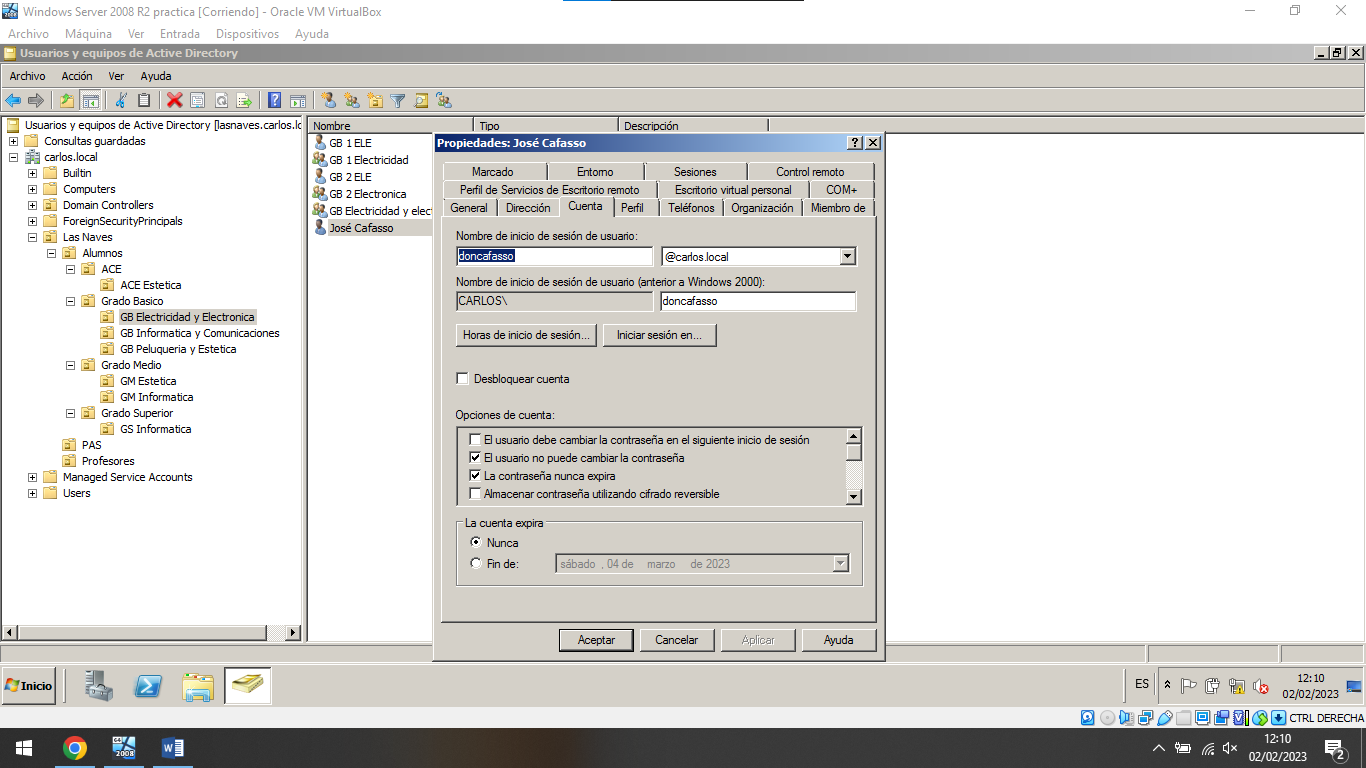 Windows Server 2008 R2 practica [Corriendo] - Oracle VM VirtualBox
Archivo Máquina Ver Entrada Dispositivos Ayuda
Usuarios y equipos de Active Directory
Archivo Acción Ver Ayuda
Usuarios y equipos de Active Directory [lasnaves.carlos.lc
Consultas guardadas
carlos.local
Builtin
Computers
Domain Controllers
ForeignSecurityPrincipals
Las Naves
Alumnos
ACE
ACE Estetica
Grado Basico
GB Electricidad y Electronica
GB Informatica y Comunicaciones
GB Peluqueria y Estetica
Grado Medio
GM Estetica
GM Informatica
Grado Superior
GS Informatica
PAS
Profesores
Managed Service Accounts
Users
Nombre Tipo Descripción
GB 1 ELE
GB 1 Electricidad
GB 2 ELE
GB 2 Electronica
GB Electricidad y elect
José Cafasso
Propiedades: José Cafasso
Marcado Entorno Sesiones Control remoto
Perfil de Servicios de Escritorio remoto Escritorio virtual personal COM+
General Dirección Cuenta Perfil Teléfonos Organización Miembro de
Nombre de inicio de sesión de usuario:
doncafasso @carlos.local
Nombre de inicio de sesión de usuario (anterior a Windows 2000):
CARLOS\ doncafasso
Horas de inicio de sesión... Iniciar sesión en...
Desbloquear cuenta
Opciones de cuenta:
El usuario debe cambiar la contraseña en el siguiente inicio de sesión
El usuario no puede cambiar la contraseña
La contraseña nunca expira
Almacenar contraseña utilizando cifrado reversible
La cuenta expira
Nunca
Fin de: sábado , 04 de marzo de 2023
Aceptar Cancelar Aplicar Ayuda
Inicio
ES
12:10
02/02/2023
CTRL DERECHA
2008
12:10
02/02/2023
2